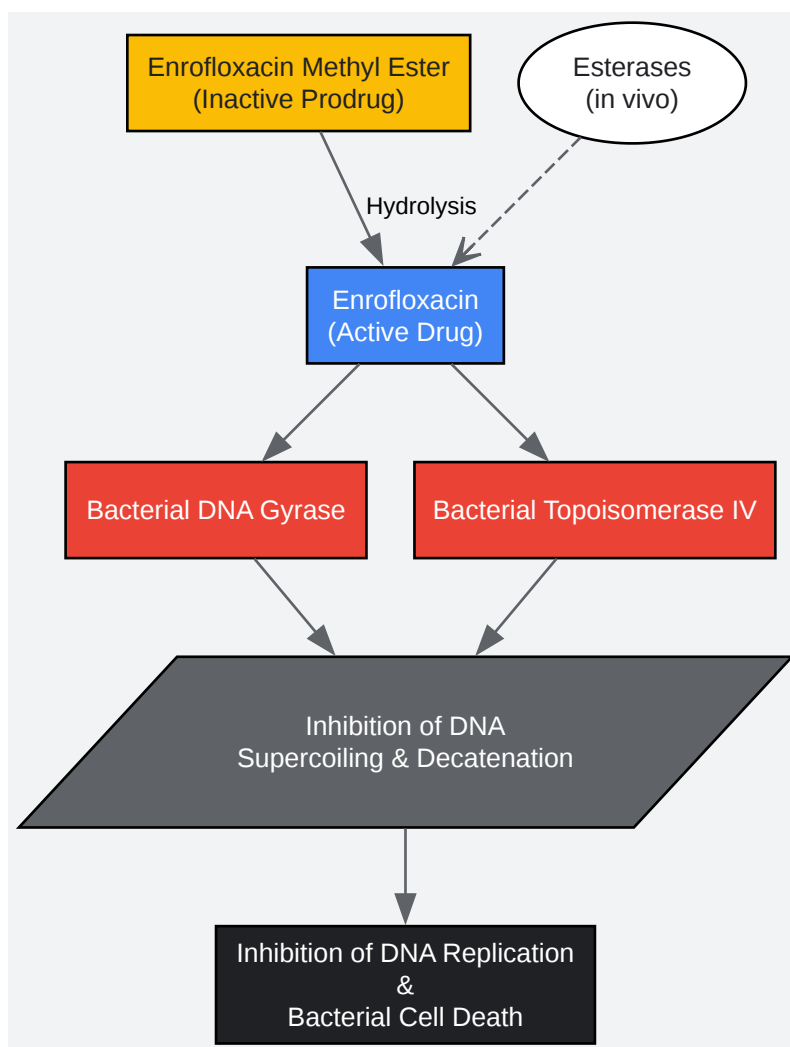 Enrofloxacin Methyl Ester
(Inactive Prodrug)
Esterases
(in vivo)
Hydrolysis
Enrofloxacin
(Active Drug)
Bacterial DNA Gyrase
Bacterial Topoisomerase IV
Inhibition of DNA
Supercoiling & Decatenation
Inhibition of DNA Replication
&
Bacterial Cell Death